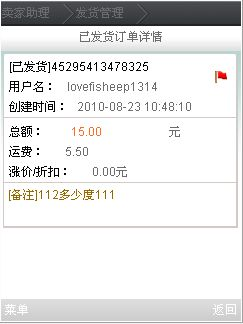 卖家助理 发货管理
已发货订单详情
[已发货]45295413478325
用户名： lovefisheep1314
创建时间： 2010-08-23 10:48:10
总额： 15.00 元
运费： 5.50
涨价/折扣： 0.00元
[备注]112多少度111
菜单 返回